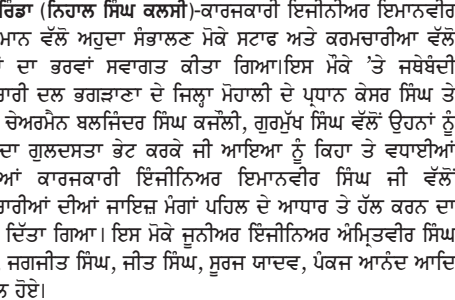 ਰਿੰਡਾ (ਨਿਹਾਲ ਸਿੰਘ ਕਲਸੀ)-ਕਾਰਜਕਾਰੀ ਇਜੀਨੀਅਰ ਇਮਾਨਵੀਰ
ਮਾਨ ਵੱਲੋ ਅਹੁਦਾ ਸੰਭਾਲਣ ਮੋਕੇ ਸਟਾਫ ਅਤੇ ਕਰਮਚਾਰੀਆ ਵੱਲੋ
ਦਾ ਭਰਵਾਂ ਸਵਾਗਤ ਕੀਤਾ ਗਿਆ।ਇਸ ਮੌਕੇ 'ਤੇ ਜਥੇਬੰਦੀ
ਚਾਰੀ ਦਲ ਭਗੜਾਣਾ ਦੇ ਜਿਲ੍ਹਾ ਮੋਹਾਲੀ ਦੇ ਪ੍ਰਧਾਨ ਕੇਸਰ ਸਿੰਘ ਤੇ
ਚੇਅਰਮੈਨ ਬਲਜਿੰਦਰ ਸਿੰਘ ਕਜੌਲੀ, ਗੁਰਮੁੱਖ ਸਿੰਘ ਵੱਲੋਂ ਉਹਨਾਂ ਨੂੰ
ਦਾ ਗੁਲਦਸਤਾ ਭੇਟ ਕਰਕੇ ਜੀ ਆਇਆ ਨੂੰ ਕਿਹਾ ਤੇ ਵਧਾਈਆਂ
ਆਂ ਕਾਰਜਕਾਰੀ ਇੰਜੀਨਿਅਰ ਇਮਾਨਵੀਰ ਸਿੰਘ ਜੀ ਵੱਲੋਂ
ਚਾਰੀਆਂ ਦੀਆਂ ਜਾਇਜ਼ ਮੰਗਾਂ ਪਹਿਲ ਦੇ ਆਧਾਰ ਤੇ ਹੱਲ ਕਰਨ ਦਾ
ਦਿੱਤਾ ਗਿਆ। ਇਸ ਮੋਕੇ ਜੂਨੀਅਰ ਇੰਜੀਨਿਅਰ ਅੰਮ੍ਰਿਤਵੀਰ ਸਿੰਘ
ਜਗਜੀਤ ਸਿੰਘ, ਜੀਤ ਸਿੰਘ, ਸੂਰਜ ਯਾਦਵ, ਪੰਕਜ ਆਨੰਦ ਆਦਿ
ਲ ਹੋਏ।